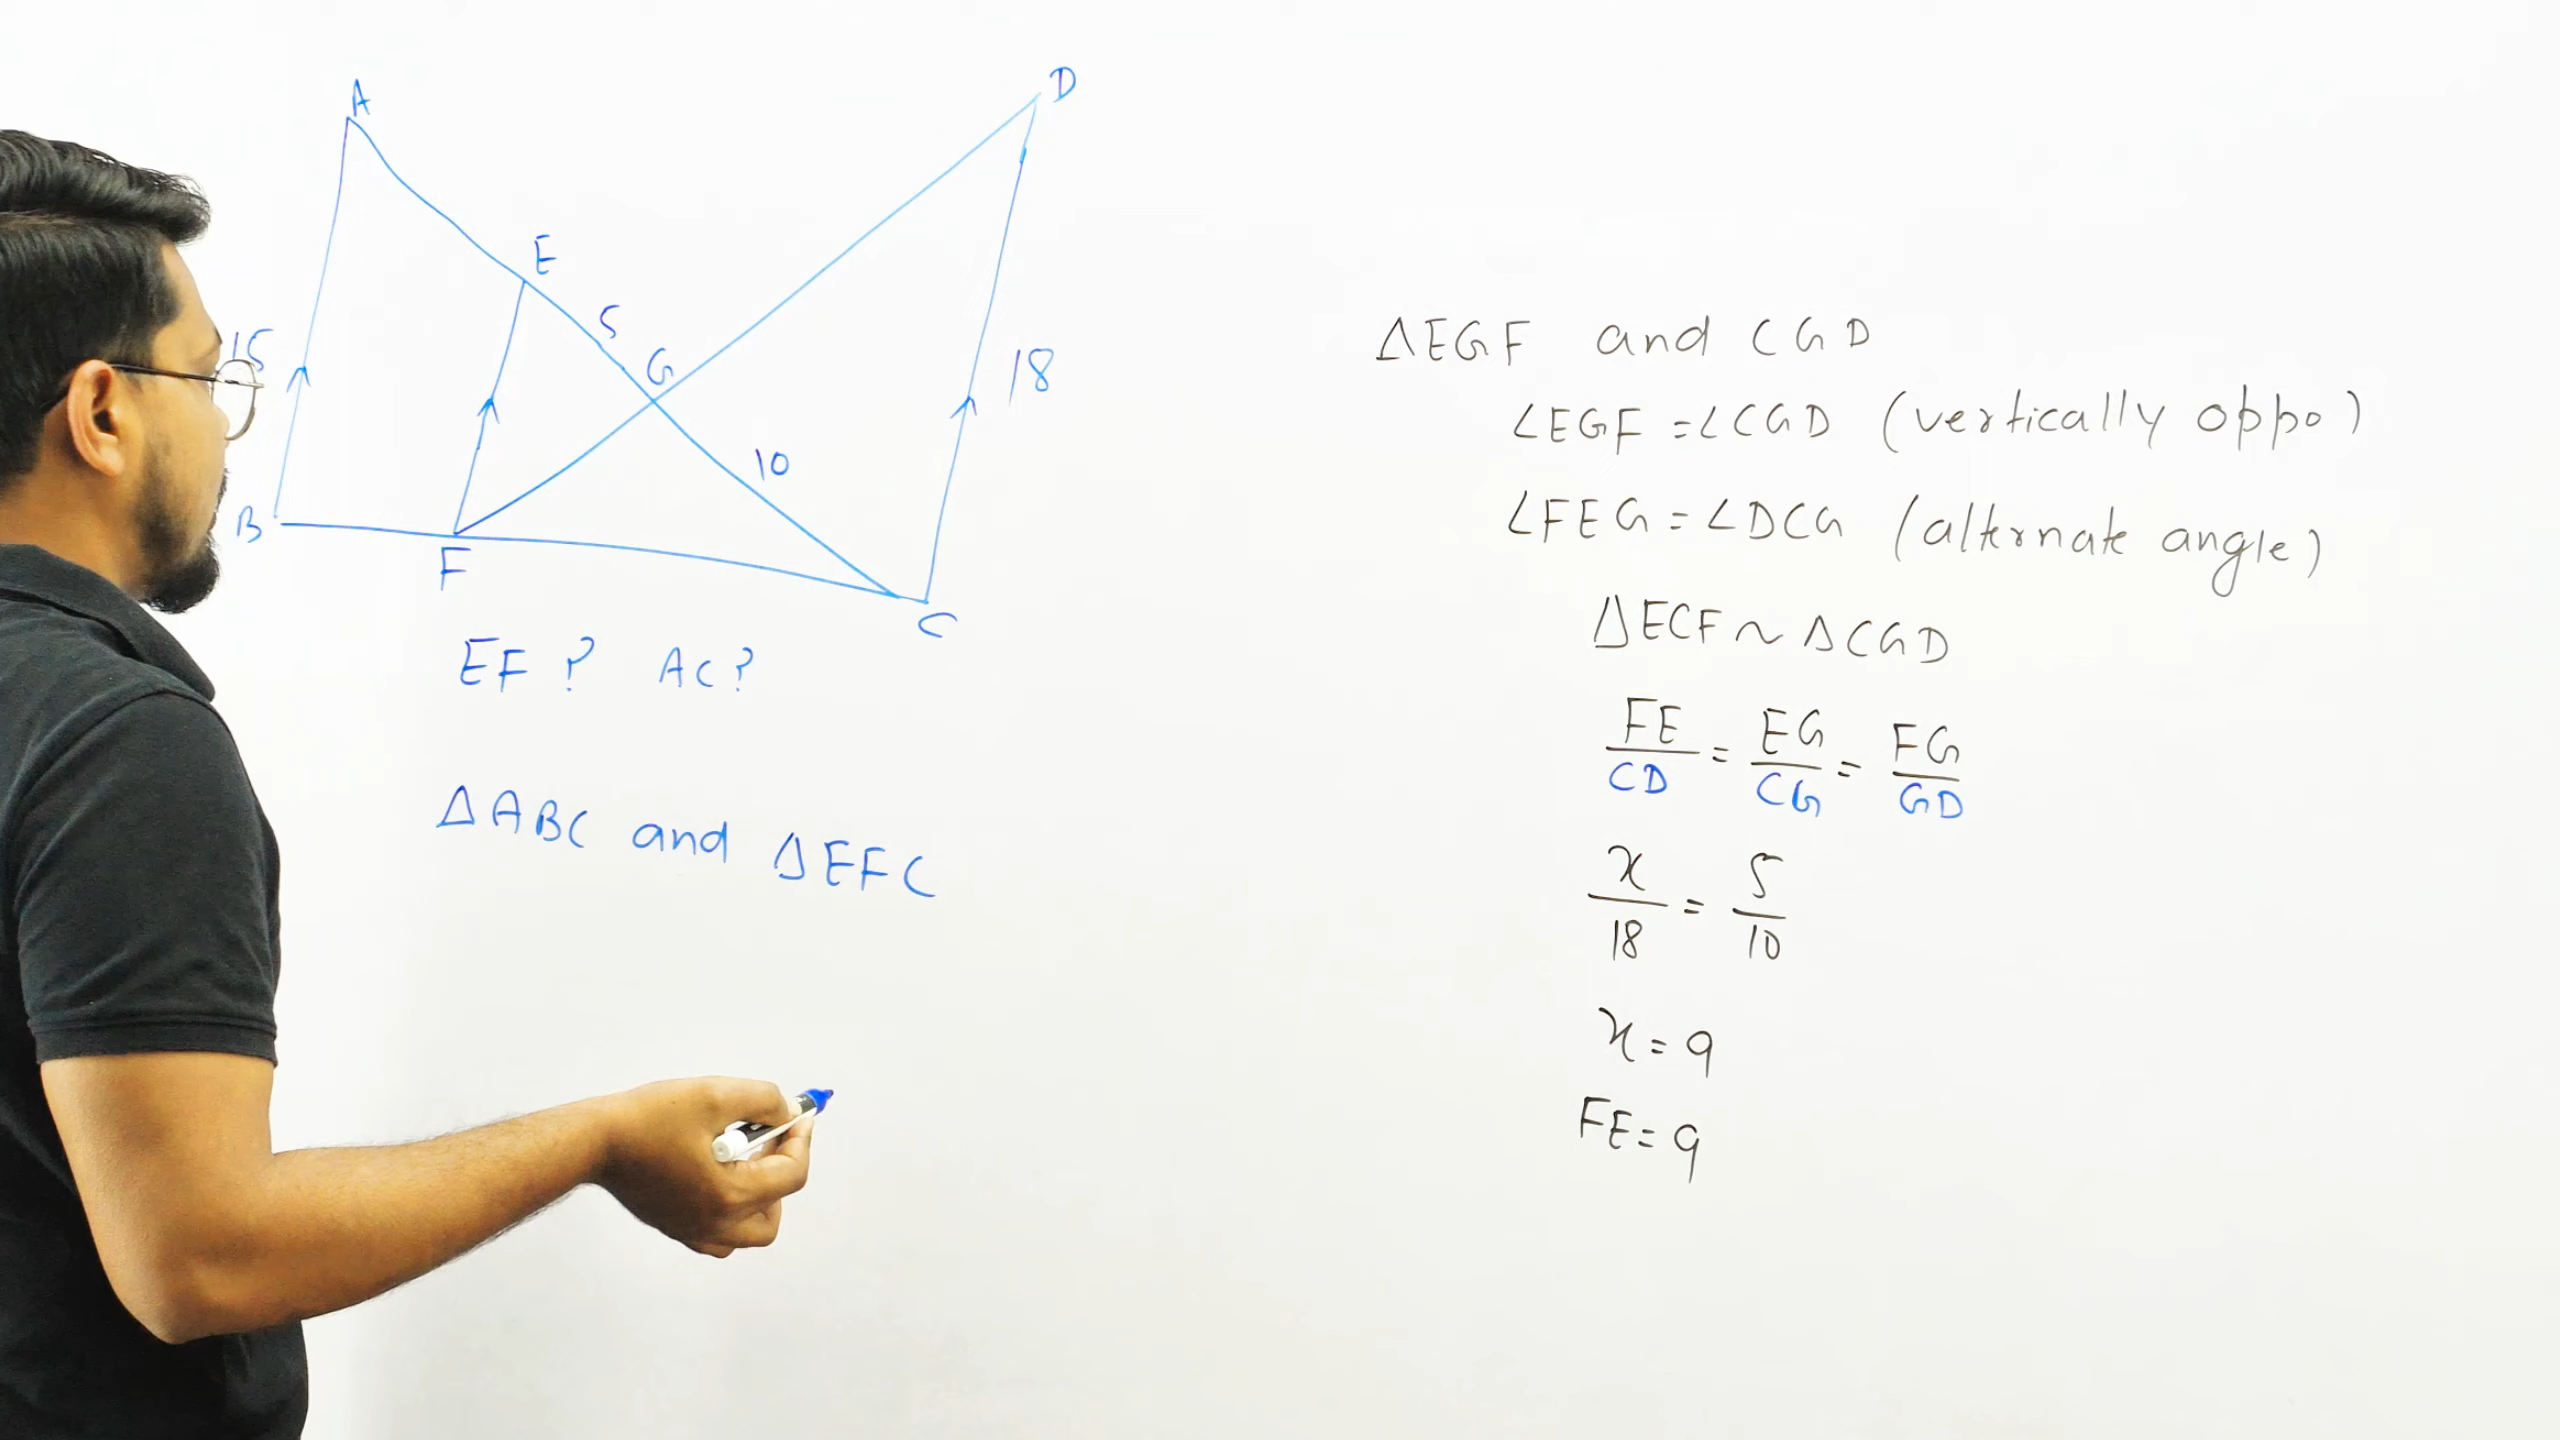 A
D
E
5
G
15
18
10
B
F
C
EF ? AC ?
ΔABC and ΔEFC
ΔEGF and CGD
∠EGF = ∠CGD (vertically oppo)
∠FEG = ∠DCG (alternate angle)
ΔECF ~ ΔCGD
FE/CD = EG/CG = FG/GD
x/18 = 5/10
x = 9
FE = 9